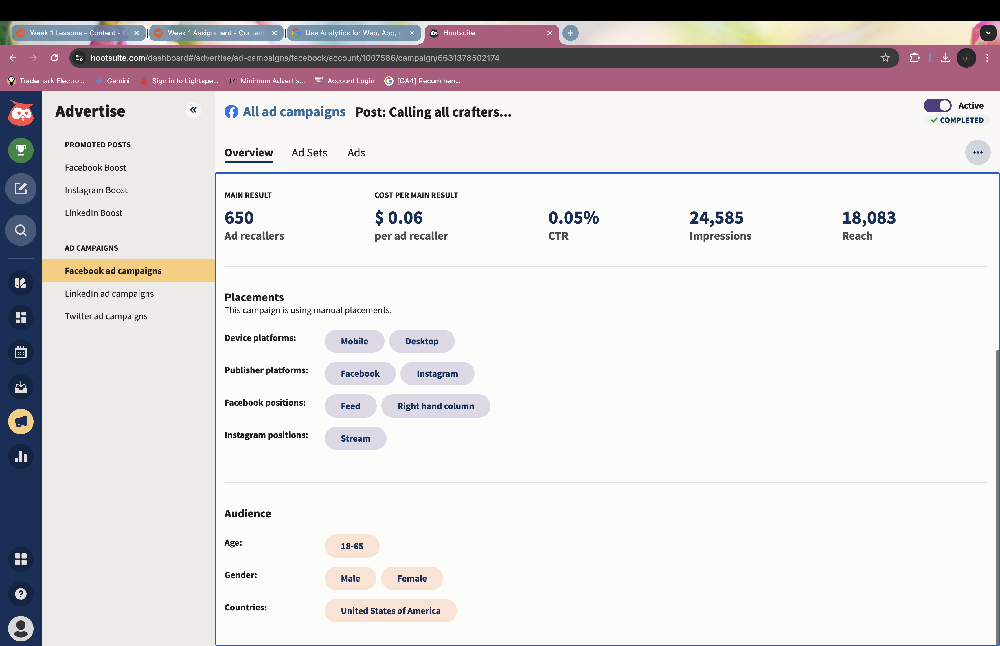 Week 1 Lessons - Content - C
Week 1 Assignment - Content
Use Analytics for Web, App, o
Hootsuite
hootsuite.com/dashboard#/advertise/ad-campaigns/facebook/account/1007586/campaign/6631378502174
Trademark Electro...
Gemini
Sign in to Lightspe...
J C Minimum Advertis...
Account Login
[GA4] Recommen...
Advertise
PROMOTED POSTS
Facebook Boost
Instagram Boost
LinkedIn Boost
AD CAMPAIGNS
Facebook ad campaigns
LinkedIn ad campaigns
Twitter ad campaigns
All ad campaigns Post: Calling all crafters...
Active
COMPLETED
Overview Ad Sets Ads
MAIN RESULT COST PER MAIN RESULT
650 $ 0.06 0.05% 24,585 18,083
Ad recallers per ad recaller CTR Impressions Reach
Placements
This campaign is using manual placements.
Device platforms: Mobile Desktop
Publisher platforms: Facebook Instagram
Facebook positions: Feed Right hand column
Instagram positions: Stream
Audience
Age: 18-65
Gender: Male Female
Countries: United States of America